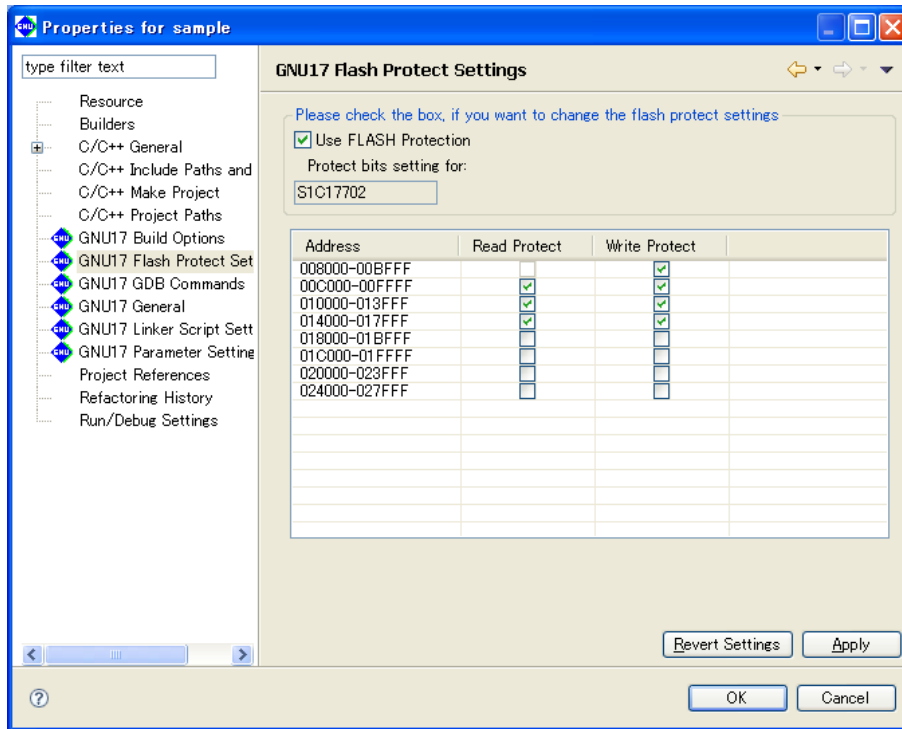 Properties for sample
type filter text
Resource
Builders
C/C++ General
C/C++ Include Paths and
C/C++ Make Project
C/C++ Project Paths
GNU17 Build Options
GNU17 Flash Protect Set
GNU17 GDB Commands
GNU17 General
GNU17 Linker Script Sett
GNU17 Parameter Setting
Project References
Refactoring History
Run/Debug Settings
GNU17 Flash Protect Settings
Please check the box, if you want to change the flash protect settings
Use FLASH Protection
Protect bits setting for:
S1C17702
Address Read Protect Write Protect
008000-00BFFF
00C000-00FFFF
010000-013FFF
014000-017FFF
018000-01BFFF
01C000-01FFFF
020000-023FFF
024000-027FFF
Revert Settings Apply
OK Cancel